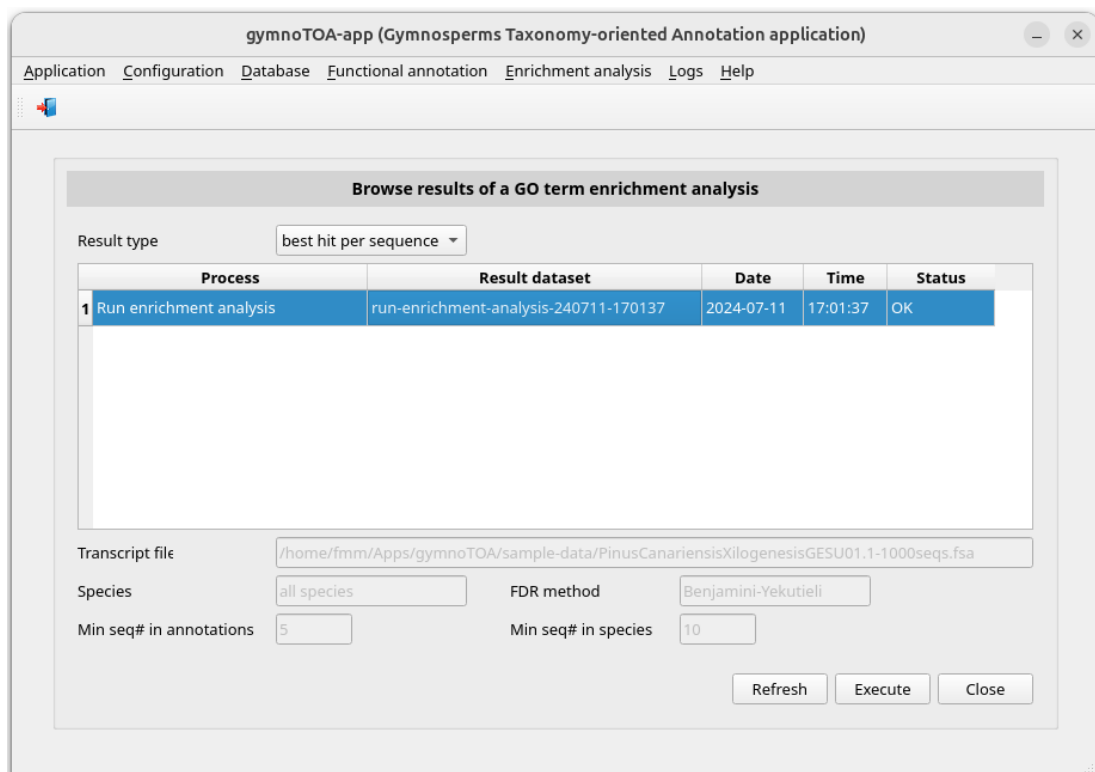 gymnoTOA-app (Gymnosperms Taxonomy-oriented Annotation application)
Application Configuration Database Functional annotation Enrichment analysis Logs Help
Browse results of a GO term enrichment analysis
Result type best hit per sequence
Process Result dataset Date Time Status
1 Run enrichment analysis run-enrichment-analysis-240711-170137 2024-07-11 17:01:37 OK
Transcript file /home/fmm/Apps/gymnoTOA/sample-data/PinusCanariensisXilogenesisGESU01.1-1000seqs.fsa
Species all species FDR method Benjamini-Yekutieli
Min seq# in annotations 5 Min seq# in species 10
Refresh Execute Close